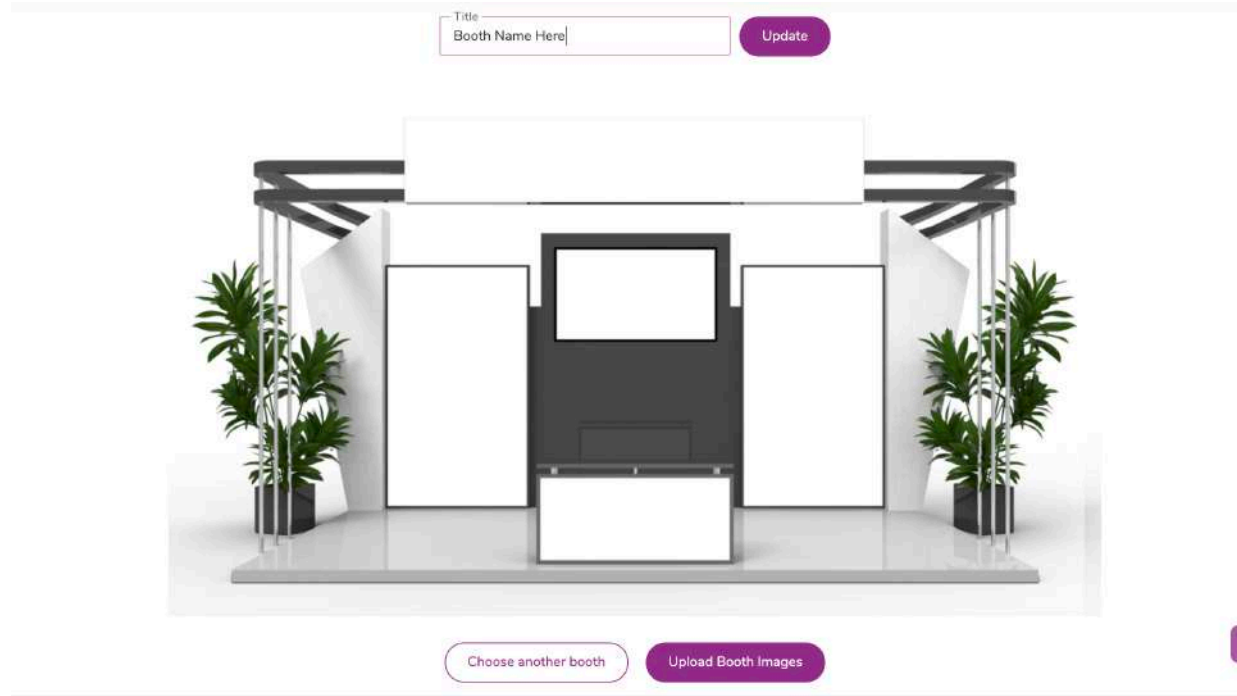 Title
Booth Name Here
Update
Choose another booth
Upload Booth Images